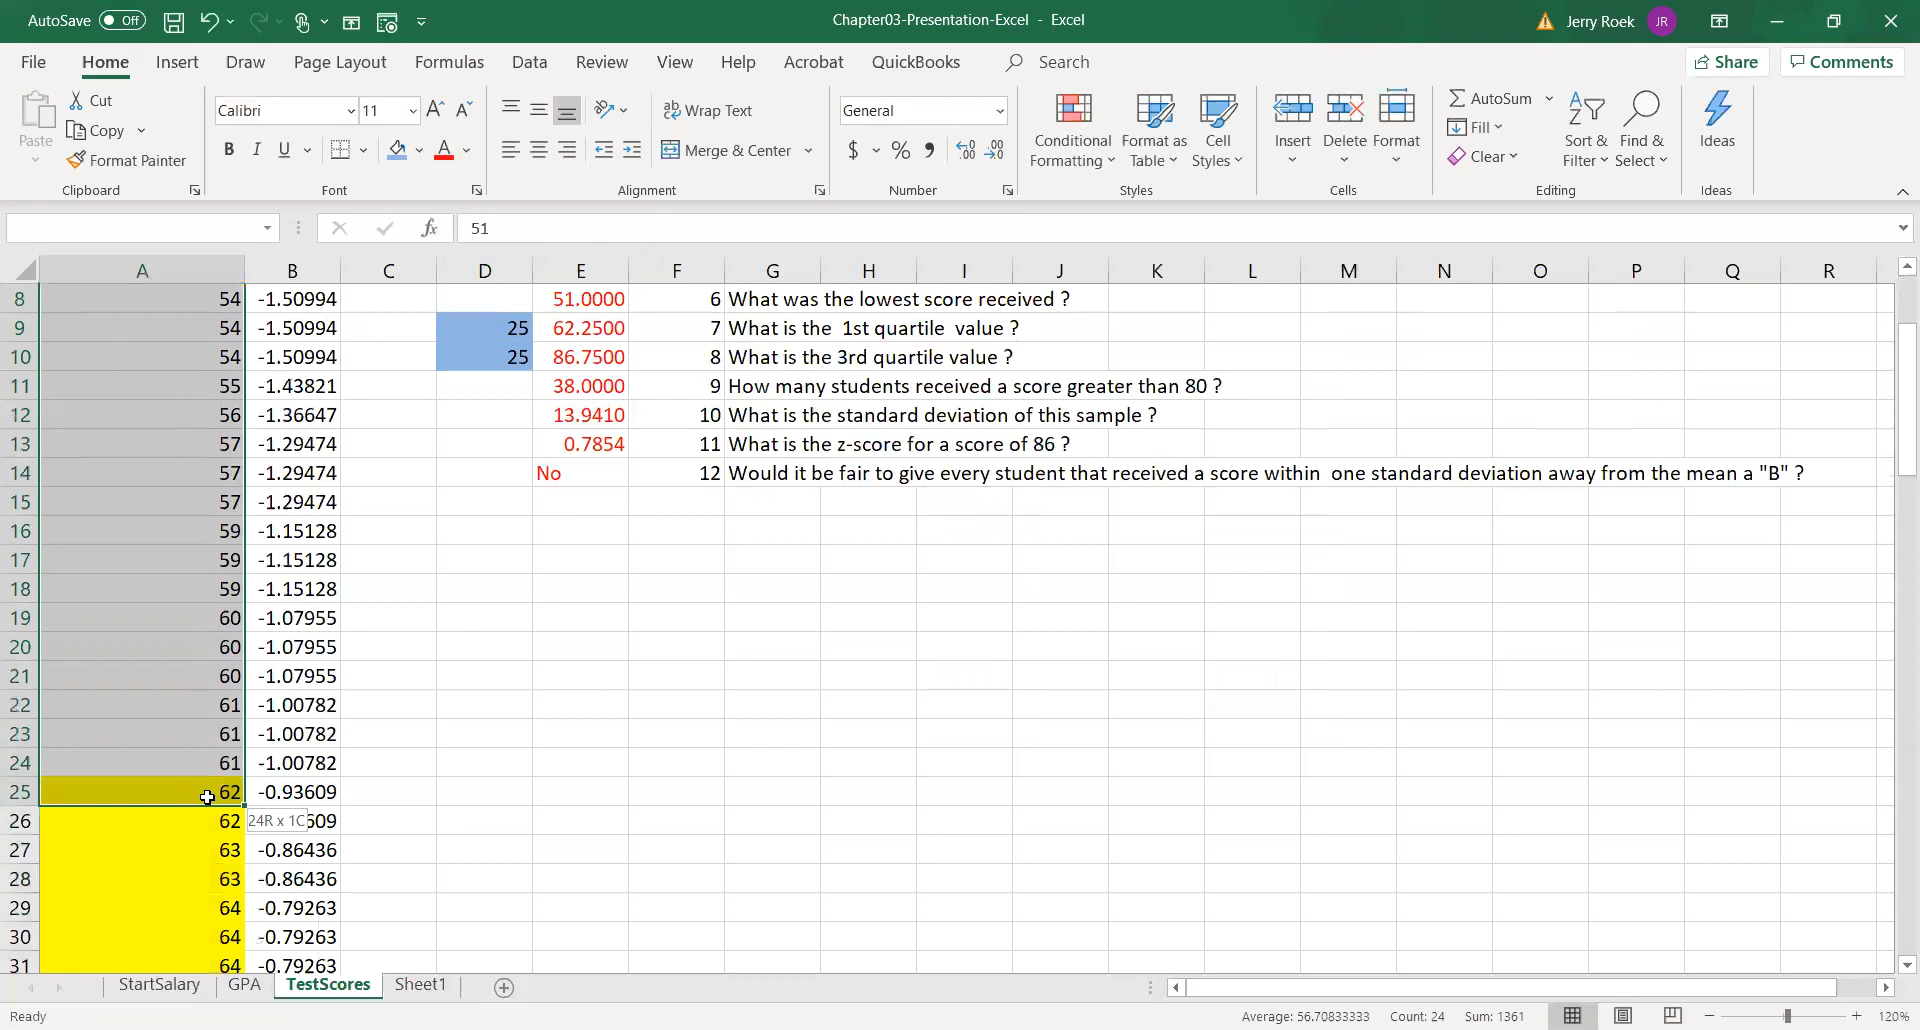 AutoSave Off
Chapter03-Presentation-Excel - Excel
Jerry Roek JR
File Home Insert Draw Page Layout Formulas Data Review View Help Acrobat QuickBooks Search
Share Comments
Paste
Cut
Copy
Format Painter
Clipboard
Calibri 11
B I U A
Font
ab Wrap Text
Merge & Center
Alignment
General
$ % 9
Number
Conditional Formatting
Format as Table
Cell Styles
Styles
Insert Delete Format
Cells
AutoSum
Fill
Clear
Sort & Filter
Find & Select
Editing
Ideas
Ideas
fx 51
A B C D E F G H I J K L M N O P Q R
8 54 -1.50994 51.0000 6 What was the lowest score received ?
9 54 -1.50994 25 62.2500 7 What is the 1st quartile value ?
10 54 -1.50994 25 86.7500 8 What is the 3rd quartile value ?
11 55 -1.43821 38.0000 9 How many students received a score greater than 80 ?
12 56 -1.36647 13.9410 10 What is the standard deviation of this sample ?
13 57 -1.29474 0.7854 11 What is the z-score for a score of 86 ?
14 57 -1.29474 No 12 Would it be fair to give every student that received a score within one standard deviation away from the mean a "B" ?
15 57 -1.29474
16 59 -1.15128
17 59 -1.15128
18 59 -1.15128
19 60 -1.07955
20 60 -1.07955
21 60 -1.07955
22 61 -1.00782
23 61 -1.00782
24 61 -1.00782
25 62 -0.93609
26 62 24R x 1C 609
27 63 -0.86436
28 63 -0.86436
29 64 -0.79263
30 64 -0.79263
31 64 -0.79263
StartSalary GPA TestScores Sheet1
Ready
Average: 56.70833333 Count: 24 Sum: 1361
120%